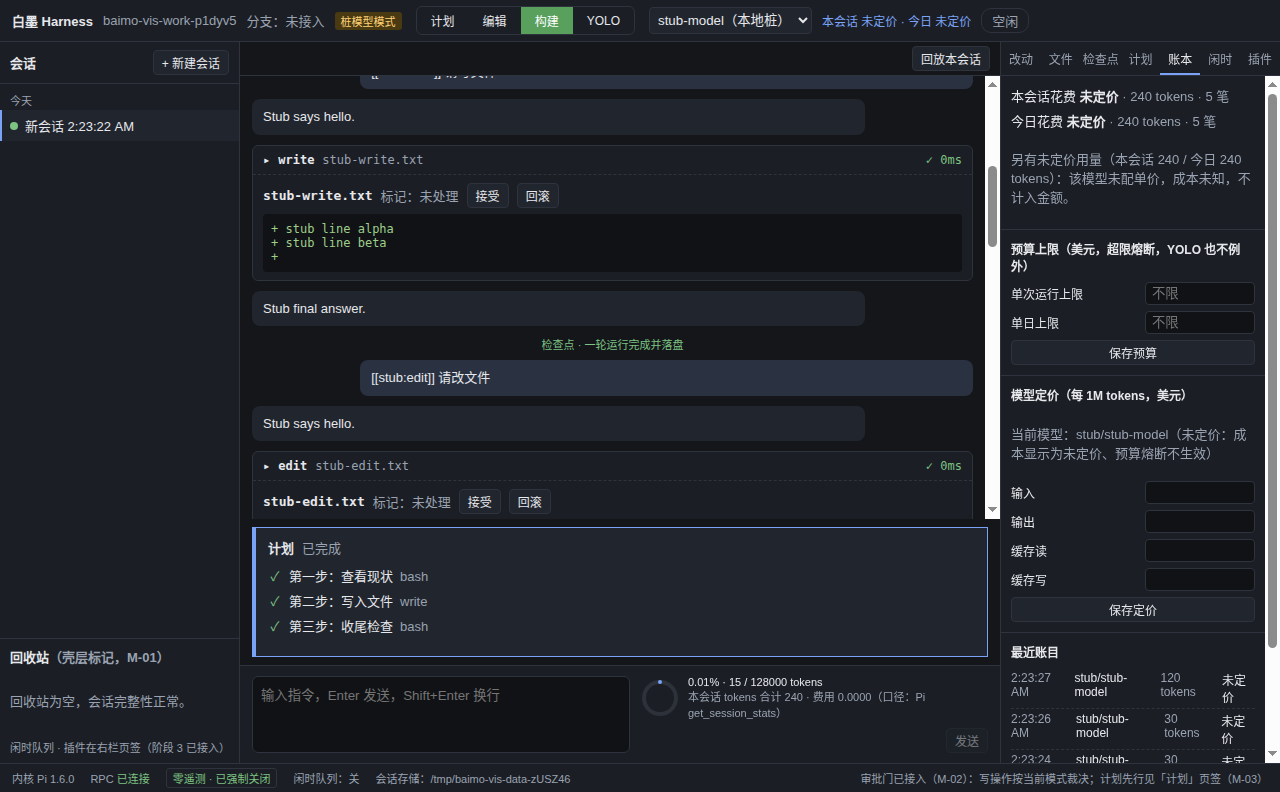 白墨 Harness baimo-vis-work-p1dyv5 分支：未接入 桩模型模式 计划 编辑 构建 YOLO stub-model（本地桩） 本会话 未定价 · 今日 未定价 空闲
会话 + 新建会话
今天
新会话 2:23:22 AM
回收站（壳层标记，M-01）
回收站为空，会话完整性正常。
闲时队列 · 插件在右栏页签（阶段 3 已接入）
回放本会话
Stub says hello.
▸ write stub-write.txt ✓ 0ms
stub-write.txt 标记：未处理 接受 回滚
+ stub line alpha
+ stub line beta
+
Stub final answer.
检查点 · 一轮运行完成并落盘
[[stub:edit]] 请改文件
Stub says hello.
▸ edit stub-edit.txt ✓ 0ms
stub-edit.txt 标记：未处理 接受 回滚
计划 已完成
✓ 第一步：查看现状 bash
✓ 第二步：写入文件 write
✓ 第三步：收尾检查 bash
输入指令，Enter 发送，Shift+Enter 换行
0.01% · 15 / 128000 tokens
本会话 tokens 合计 240 · 费用 0.0000（口径：Pi
get_session_stats）
发送
改动 文件 检查点 计划 账本 闲时 插件
本会话花费 未定价 · 240 tokens · 5 笔
今日花费 未定价 · 240 tokens · 5 笔
另有未定价用量（本会话 240 / 今日 240
tokens）：该模型未配单价，成本未知，不
计入金额。
预算上限（美元，超限熔断，YOLO 也不例
外）
单次运行上限 不限
单日上限 不限
保存预算
模型定价（每 1M tokens，美元）
当前模型：stub/stub-model（未定价：成
本显示为未定价、预算熔断不生效）
输入
输出
缓存读
缓存写
保存定价
最近账目
2:23:27 AM stub/stub-model 120 tokens 未定价
2:23:26 AM stub/stub-model 30 tokens 未定价
2:23:24 stub/stub- 30 未定
内核 Pi 1.6.0 RPC 已连接 零遥测 · 已强制关闭 闲时队列：关 会话存储：/tmp/baimo-vis-data-zUSZ46 审批门已接入（M-02）：写操作按当前模式裁决；计划先行见「计划」页签（M-03）